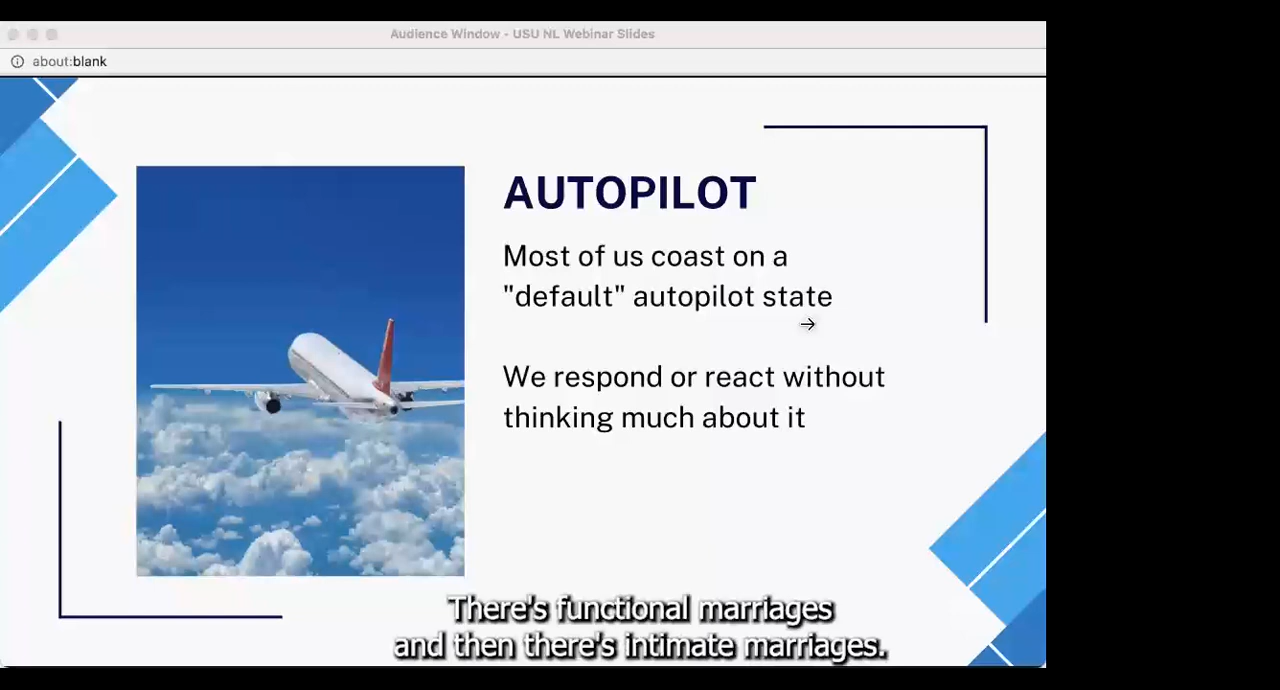 Audience Window - USU NL Webinar Slides
about:blank
AUTOPILOT
Most of us coast on a
"default" autopilot state
We respond or react without
thinking much about it
There's functional marriages
and then there's intimate marriages.